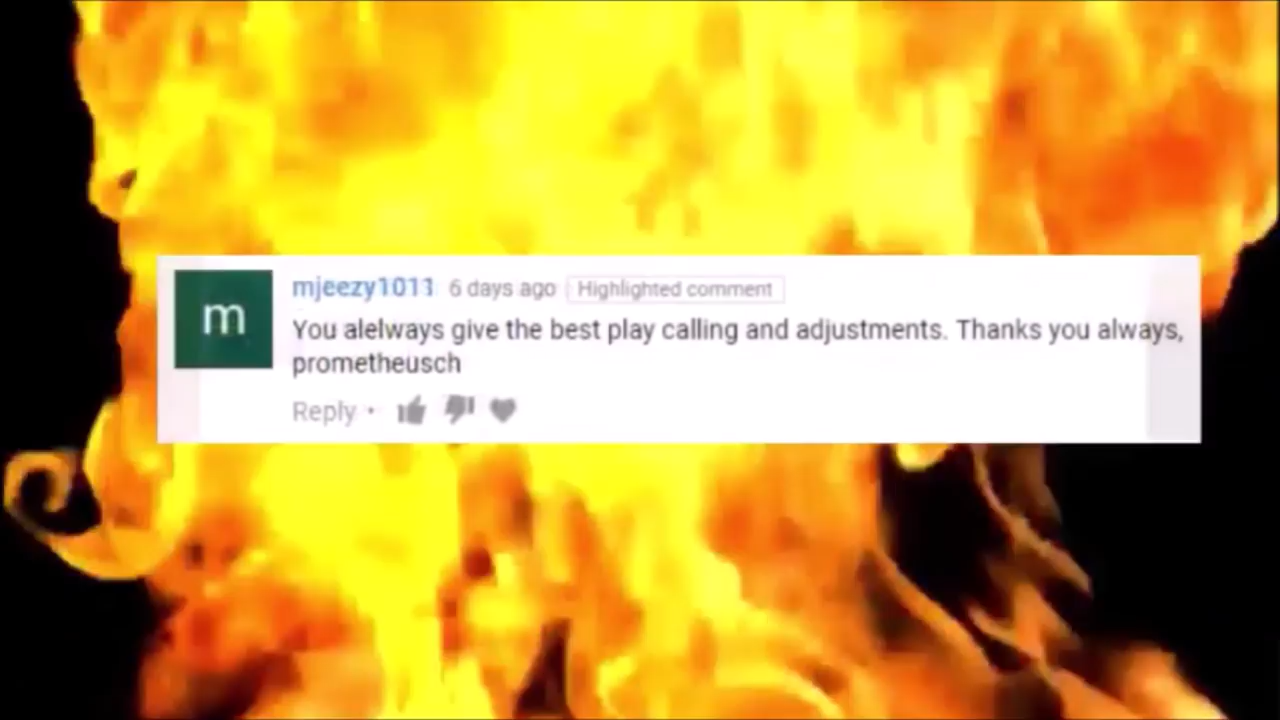 m
mjeezy1011 6 days ago Highlighted comment
You alelways give the best play calling and adjustments. Thanks you always,
prometheusch
Reply •